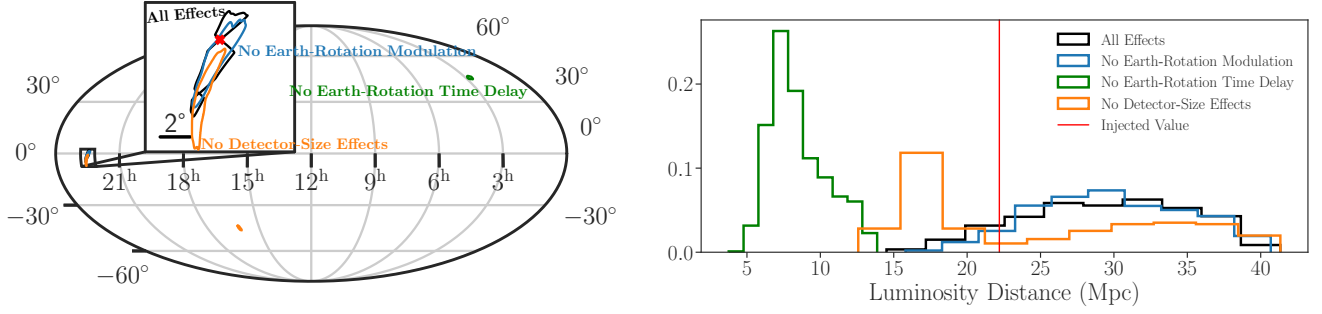 All Effects
No Earth-Rotation Modulation
No Earth-Rotation Time Delay
2°
No Detector-Size Effects
60°
30°
30°
0°
0°
21h 18h 15h 12h 9h 6h 3h
−30°
−30°
−60°
0.2
0.1
0.0
5 10 15 20 25 30 35 40
Luminosity Distance (Mpc)
All Effects
No Earth-Rotation Modulation
No Earth-Rotation Time Delay
No Detector-Size Effects
Injected Value